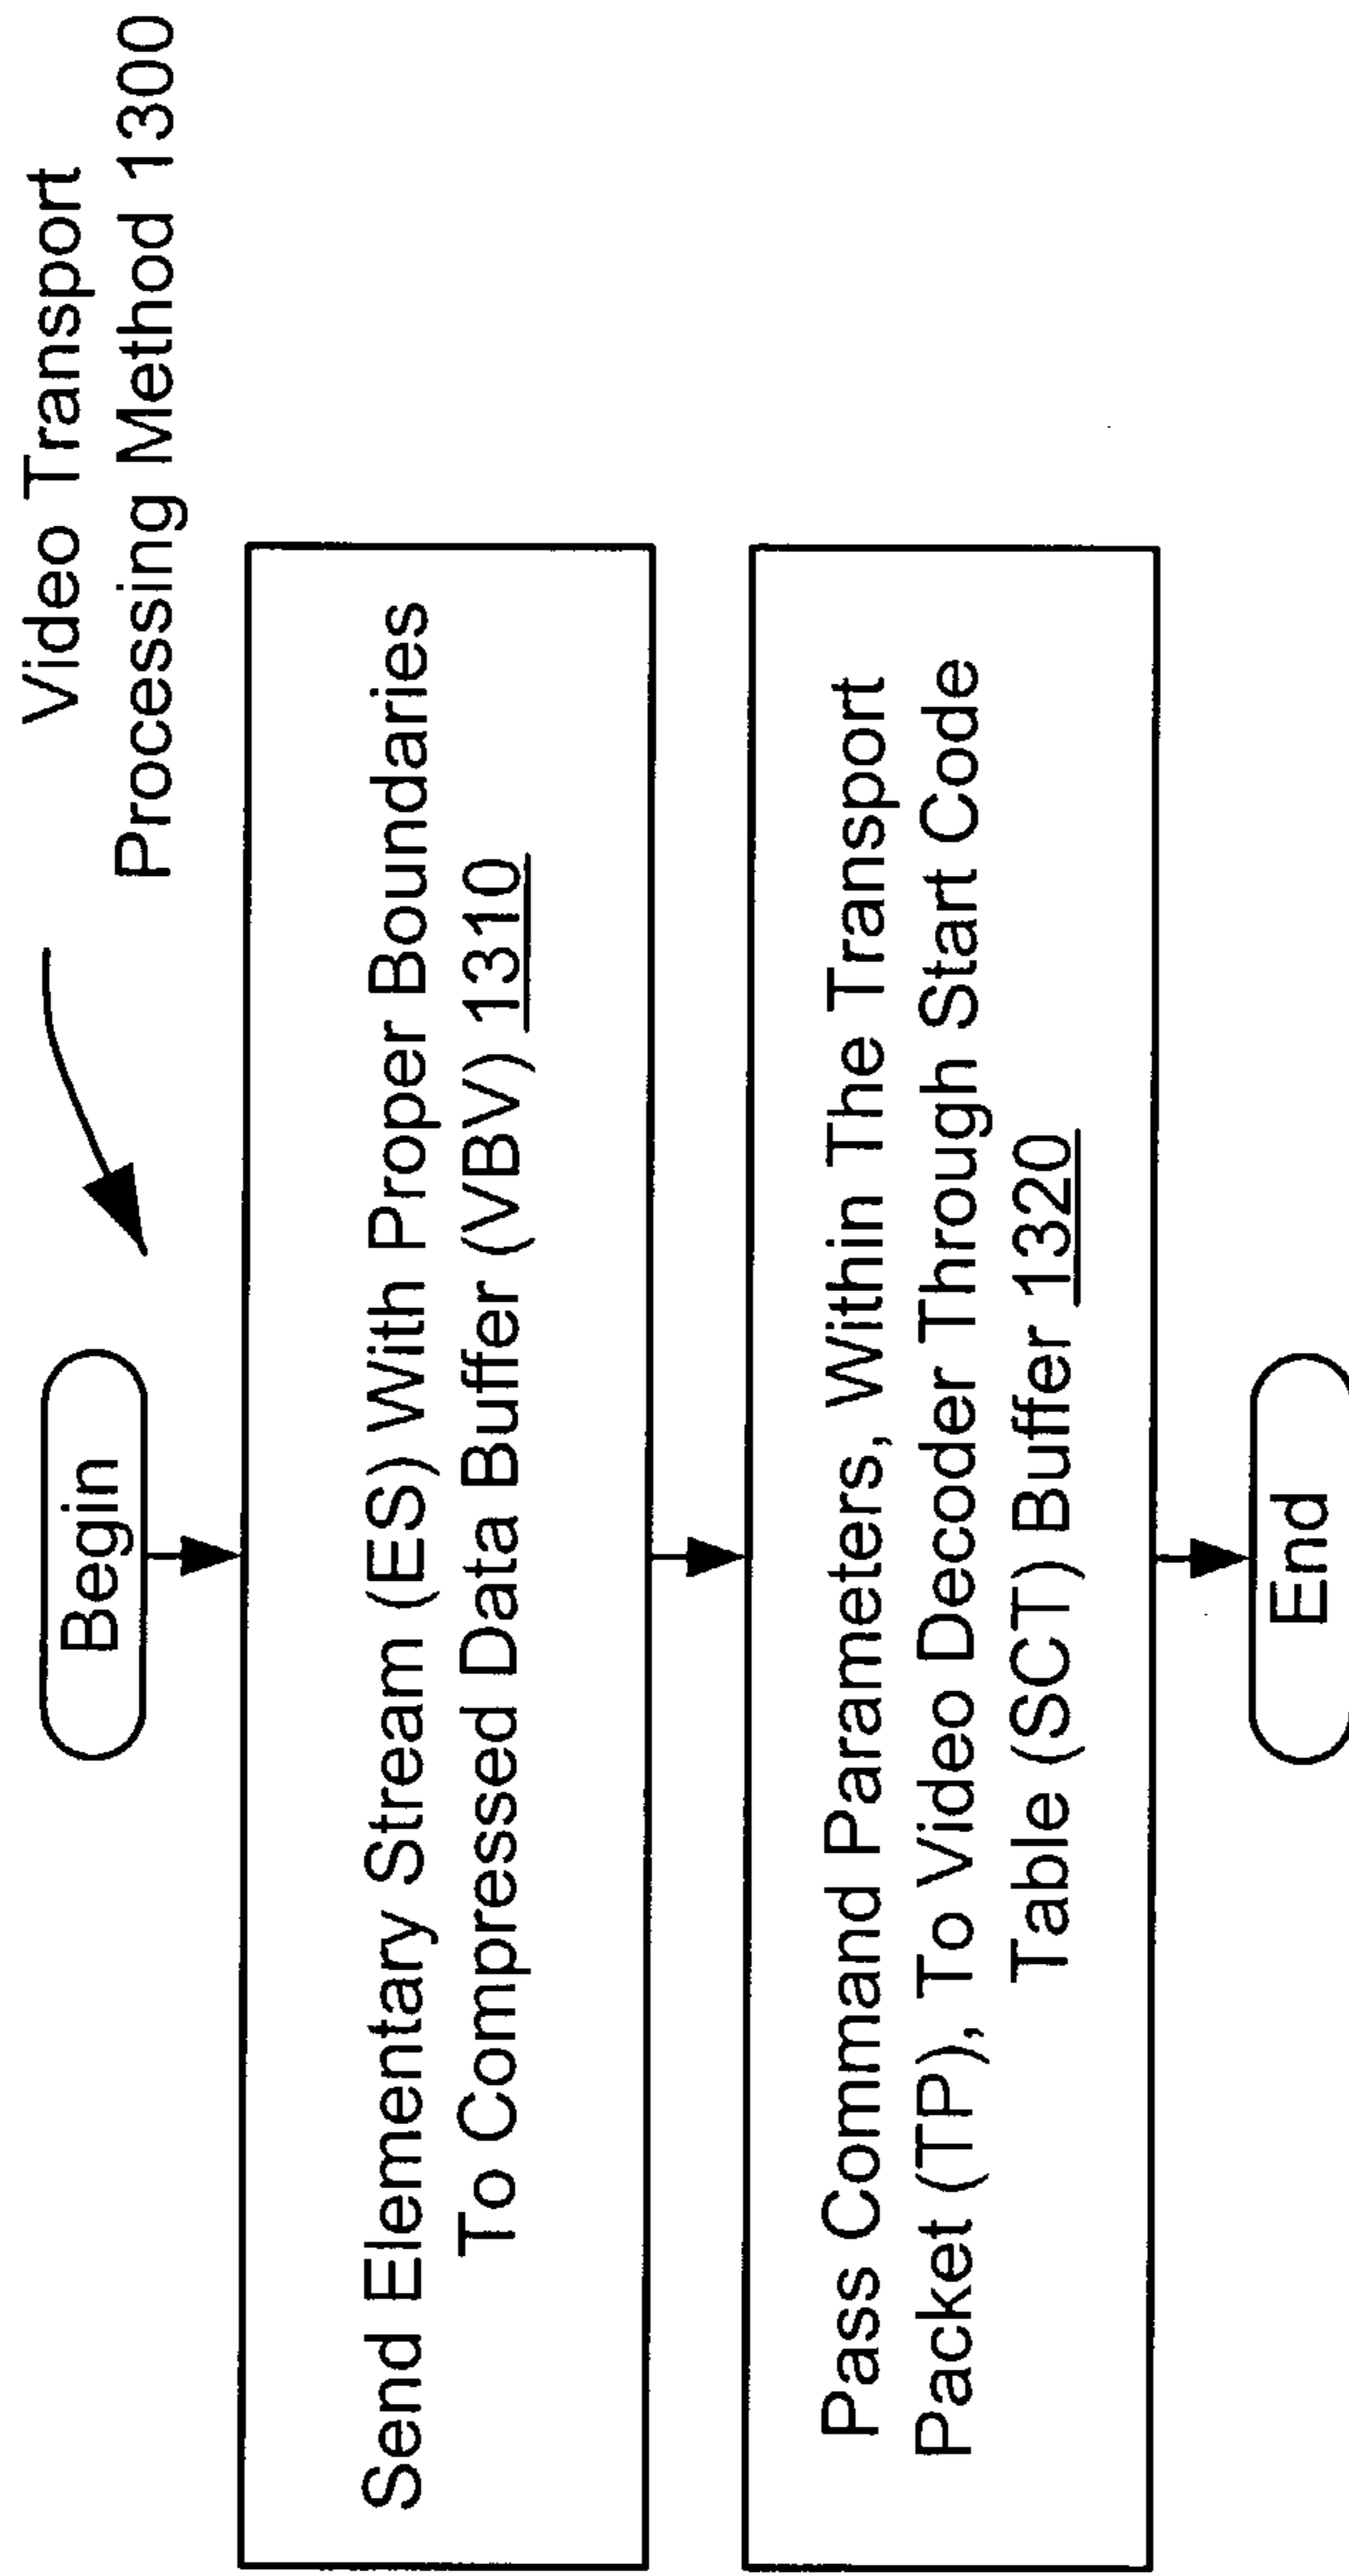 Video Transport
Processing Method 1300
Begin
Send Elementary Stream (ES) With Proper Boundaries
To Compressed Data Buffer (VBV) 1310
Pass Command Parameters, Within The Transport
Packet (TP), To Video Decoder Through Start Code
Table (SCT) Buffer 1320
End